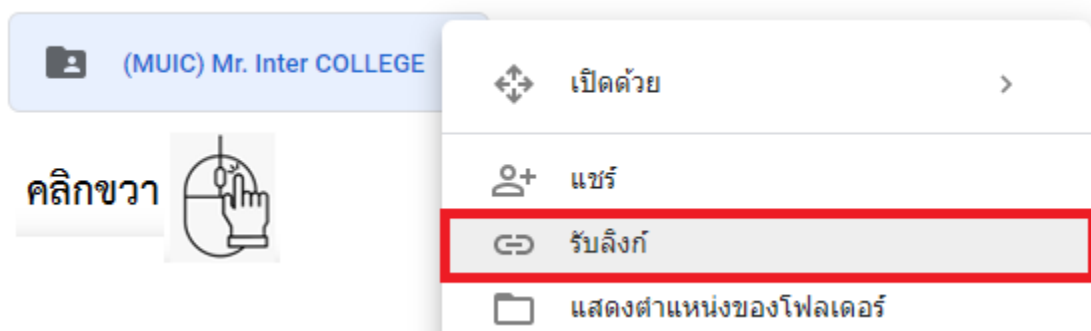 (MUIC) Mr. Inter COLLEGE
เปิดด้วย
คลิกขวา
แชร์
รับลิงก์
แสดงตำแหน่งของโฟลเดอร์